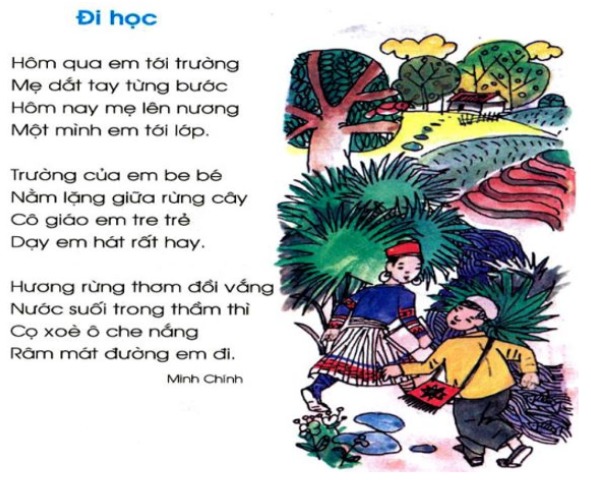 Đi học
Hôm qua em tới trường
Mẹ dắt tay từng bước
Hôm nay mẹ lên nương
Một mình em tới lớp.
Trường của em be bé
Nằm lặng giữa rừng cây
Cô giáo em tre trẻ
Dạy em hát rất hay.
Hương rừng thơm đồi vắng
Nước suối trong thầm thì
Cọ xoè ô che nắng
Râm mát đường em đi.
Minh Chính